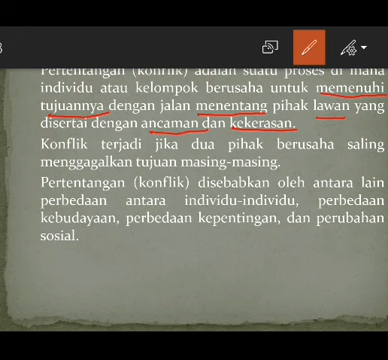 Pertentangan (konflik) adalah suatu proses di mana
individu atau kelompok berusaha untuk memenuhi
tujuannya dengan jalan menentang pihak lawan yang
disertai dengan ancaman dan kekerasan.
Konflik terjadi jika dua pihak berusaha saling
menggagalkan tujuan masing-masing.
Pertentangan (konflik) disebabkan oleh antara lain
perbedaan antara individu-individu, perbedaan
kebudayaan, perbedaan kepentingan, dan perubahan
sosial.